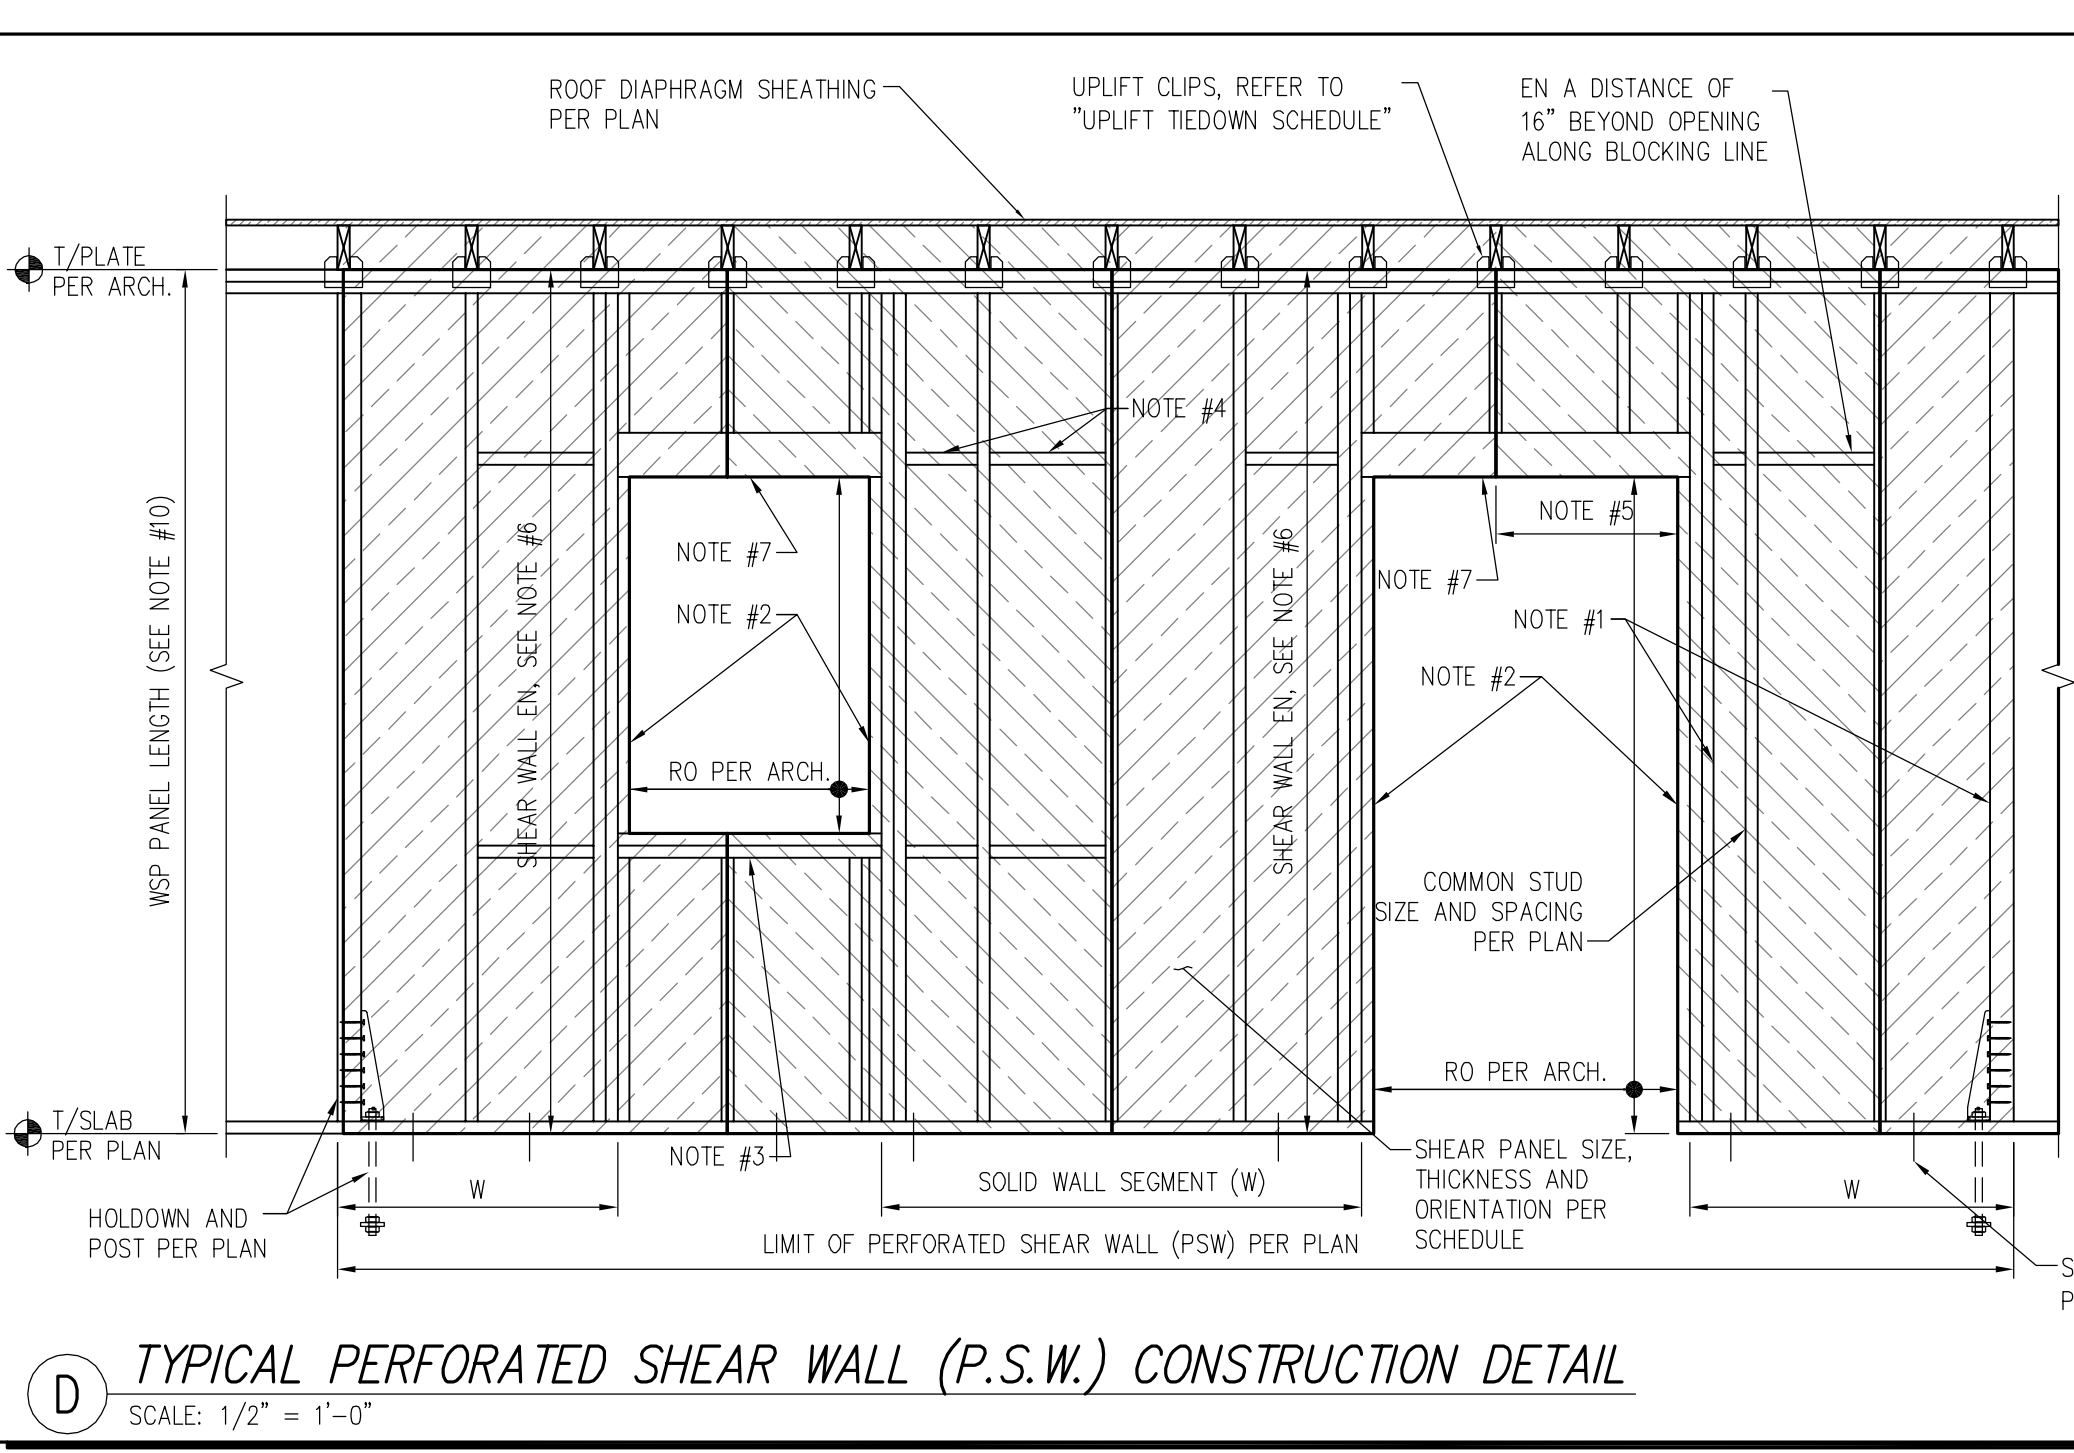 ROOF DIAPHRAGM SHEATHING
PER PLAN
UPLIFT CLIPS, REFER TO
"UPLIFT TIEDOWN SCHEDULE"
EN A DISTANCE OF
16" BEYOND OPENING
ALONG BLOCKING LINE
T/PLATE
PER ARCH.
WSP PANEL LENGTH (SEE NOTE #10)
SHEAR WALL EN, SEE NOTE #6
NOTE #4
NOTE #7
NOTE #2
RO PER ARCH.
SHEAR WALL EN, SEE NOTE #6
NOTE #5
NOTE #7
NOTE #1
NOTE #2
COMMON STUD
SIZE AND SPACING
PER PLAN
RO PER ARCH.
T/SLAB
PER PLAN
NOTE #3
SHEAR PANEL SIZE,
THICKNESS AND
ORIENTATION PER
SCHEDULE
W
SOLID WALL SEGMENT (W)
W
HOLDOWN AND
POST PER PLAN
LIMIT OF PERFORATED SHEAR WALL (PSW) PER PLAN
S
P
D
TYPICAL PERFORATED SHEAR WALL (P.S.W.) CONSTRUCTION DETAIL
SCALE: 1/2" = 1'-0"